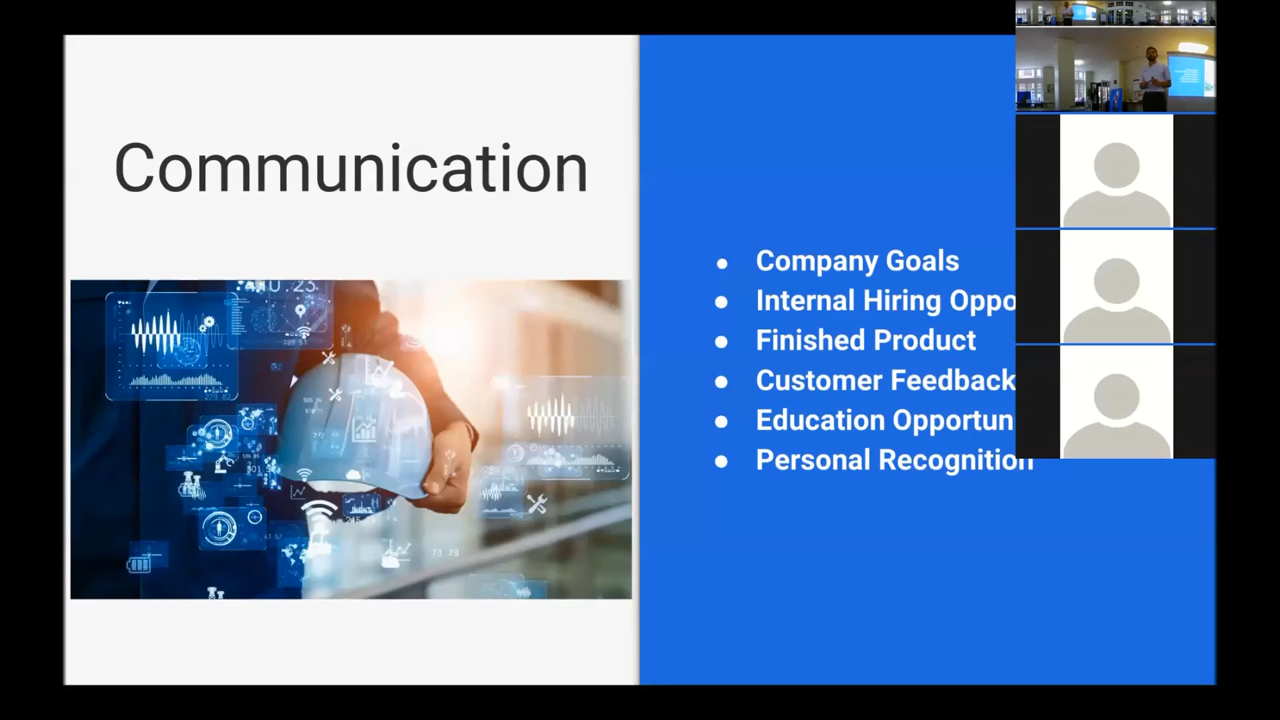 Communication
• Company Goals
• Internal Hiring Oppo
• Finished Product
• Customer Feedback
• Education Opportun
• Personal Recognition